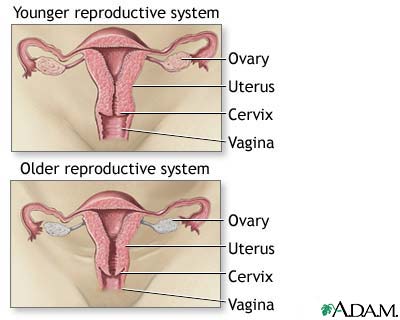 Younger reproductive system
Ovary
Uterus
Cervix
Vagina
Older reproductive system
Ovary
Uterus
Cervix
Vagina
A.D.A.M.